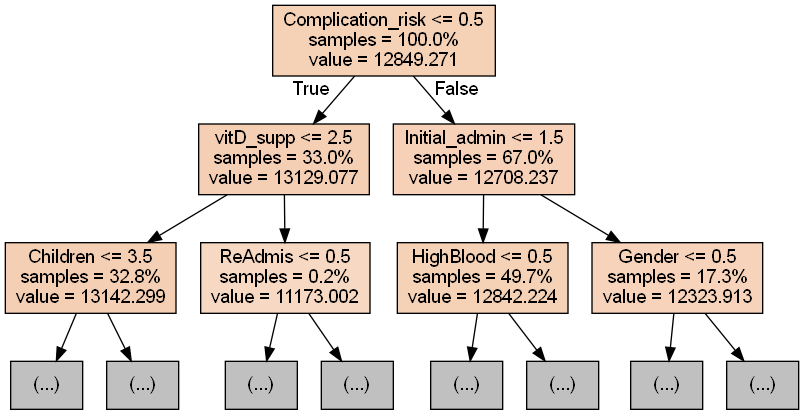 Complication_risk <= 0.5
samples = 100.0%
value = 12849.271
True
False
vitD_supp <= 2.5
samples = 33.0%
value = 13129.077
Initial_admin <= 1.5
samples = 67.0%
value = 12708.237
Children <= 3.5
samples = 32.8%
value = 13142.299
ReAdmis <= 0.5
samples = 0.2%
value = 11173.002
HighBlood <= 0.5
samples = 49.7%
value = 12842.224
Gender <= 0.5
samples = 17.3%
value = 12323.913
(...)
(...)
(...)
(...)
(...)
(...)
(...)
(...)